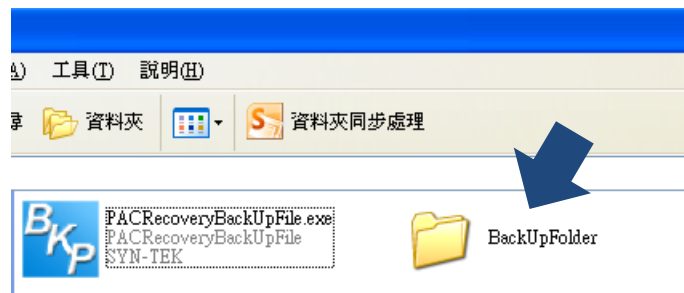 工具(T) 說明(H)
資料夾 資料夾同步處理
BKP
PACRecoveryBackUpFile.exe
PACRecoveryBackUpFile
SYN-TEK
BackUpFolder